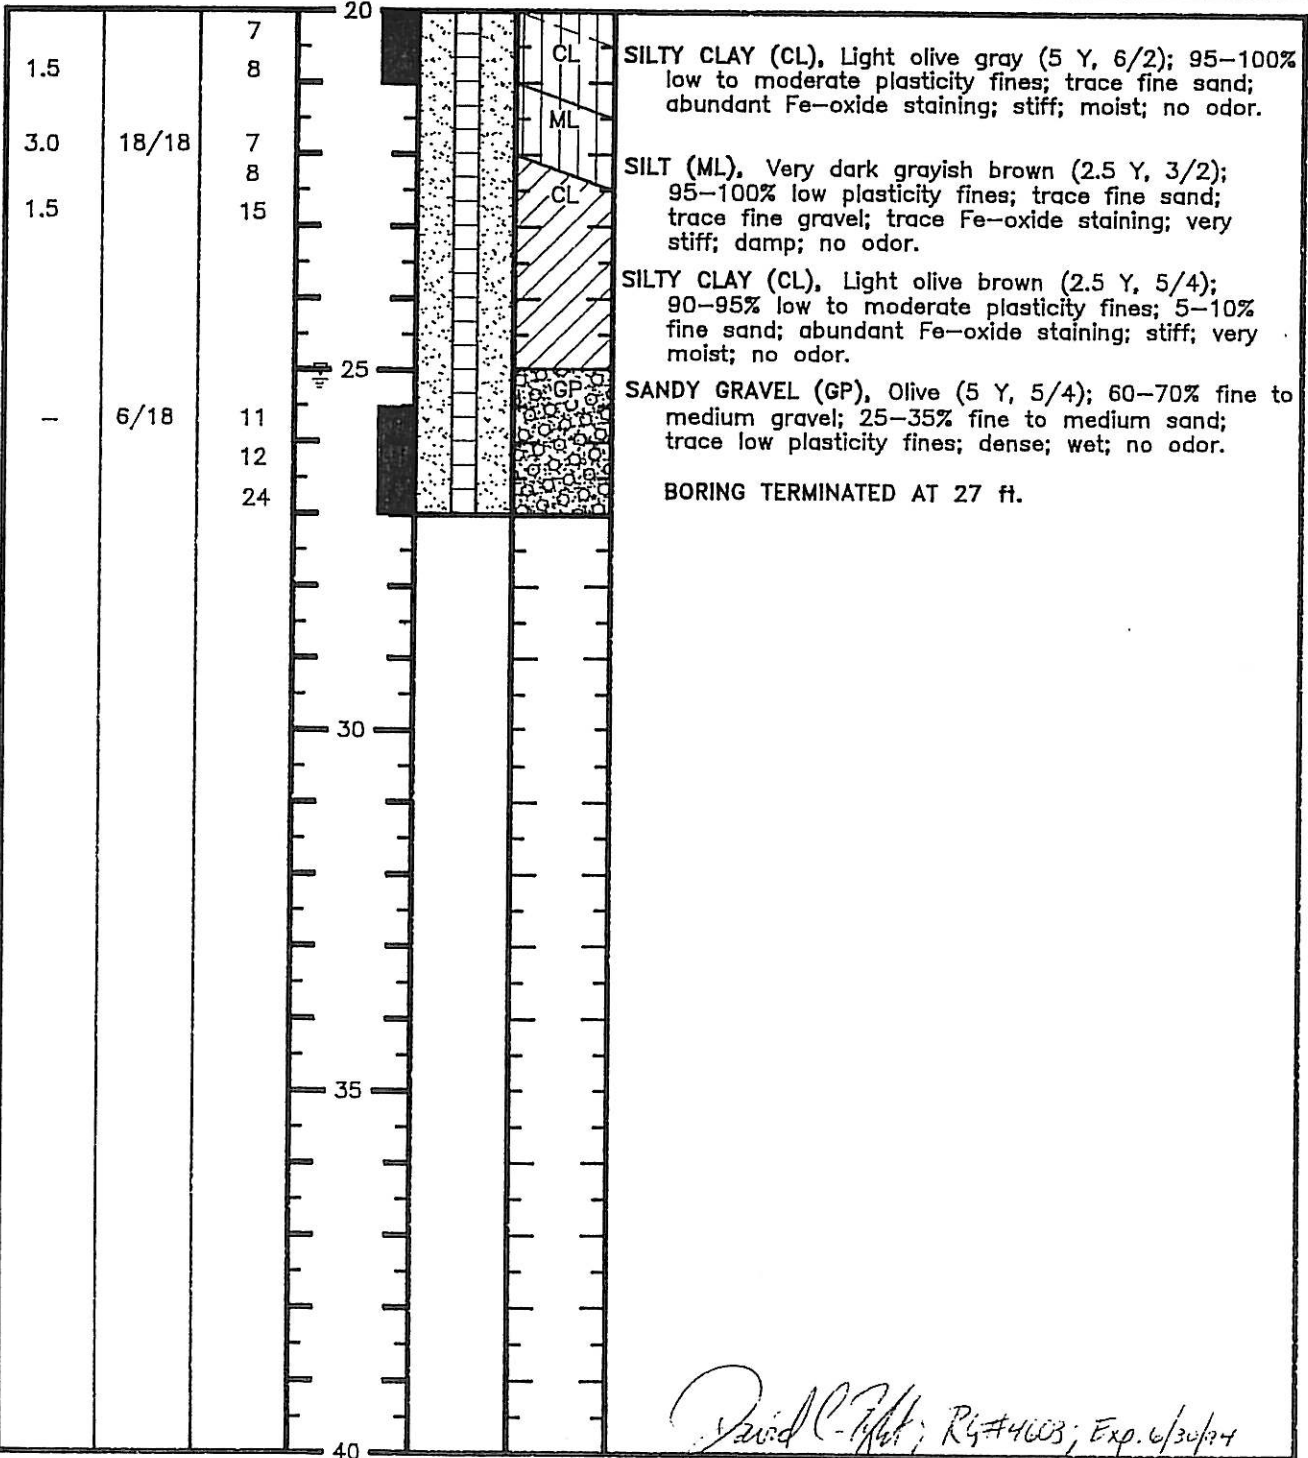 20
7
CL
SILTY CLAY (CL), Light olive gray (5 Y, 6/2); 95–100%
1.5 8
low to moderate plasticity fines; trace fine sand;
abundant Fe–oxide staining; stiff; moist; no odor.
ML
3.0 18/18 7
8
SILT (ML), Very dark grayish brown (2.5 Y, 3/2);
95–100% low plasticity fines; trace fine sand;
CL
1.5 15
trace fine gravel; trace Fe–oxide staining; very
stiff; damp; no odor.
SILTY CLAY (CL), Light olive brown (2.5 Y, 5/4);
90–95% low to moderate plasticity fines; 5–10%
fine sand; abundant Fe–oxide staining; stiff; very
moist; no odor.
25
GP
SANDY GRAVEL (GP), Olive (5 Y, 5/4); 60–70% fine to
– 6/18 11
medium gravel; 25–35% fine to medium sand;
trace low plasticity fines; dense; wet; no odor.
12
24
BORING TERMINATED AT 27 ft.
30
35
David C. RG#4603; Exp. 6/30/94
40